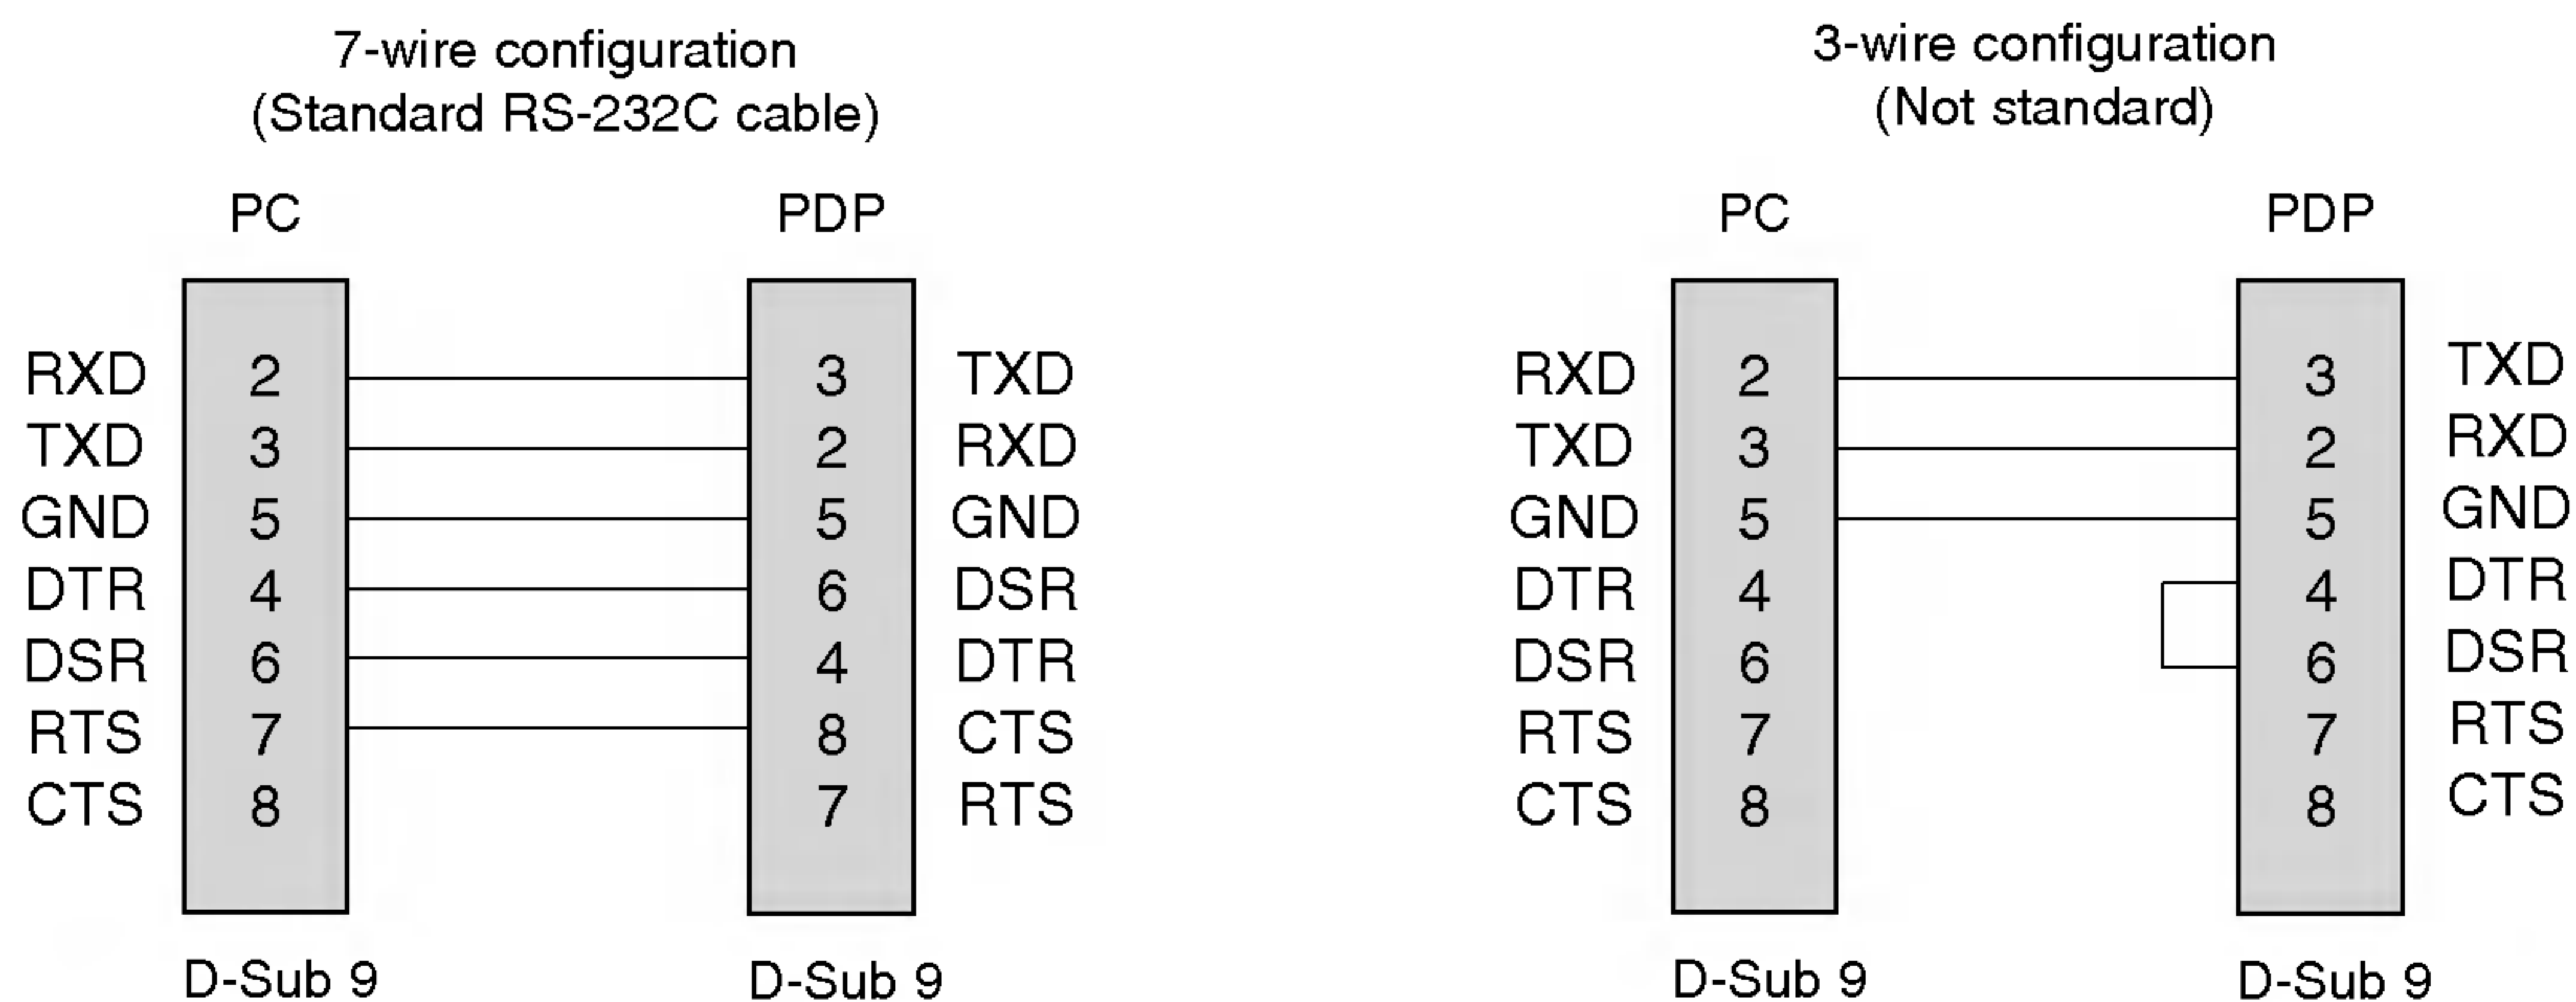 7-wire configuration
(Standard RS-232C cable)
PC PDP
RXD 2 3 TXD
TXD 3 2 RXD
GND 5 5 GND
DTR 4 6 DSR
DSR 6 4 DTR
RTS 7 8 CTS
CTS 8 7 RTS
D-Sub 9 D-Sub 9
3-wire configuration
(Not standard)
PC PDP
RXD 2 3 TXD
TXD 3 2 RXD
GND 5 5 GND
DTR 4 4 DTR
DSR 6 6 DSR
RTS 7 7 RTS
CTS 8 8 CTS
D-Sub 9 D-Sub 9